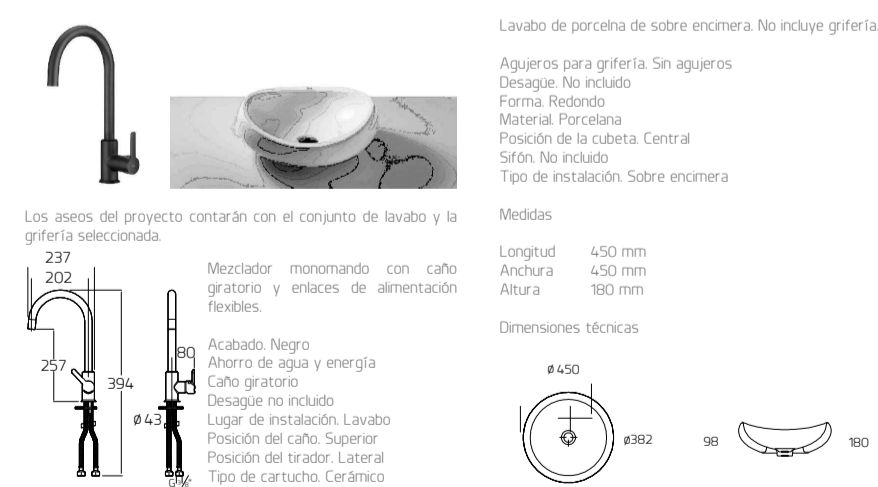 Los aseos del proyecto contarán con el conjunto de lavabo y la
grifería seleccionada.
237
202
257
394
80
Ø 43
G 3/8"
Mezclador monomando con caño
giratorio y enlaces de alimentación
flexibles.
Acabado. Negro
Ahorro de agua y energía
Caño giratorio
Desagüe no incluido
Lugar de instalación. Lavabo
Posición del caño. Superior
Posición del tirador. Lateral
Tipo de cartucho. Cerámico
Lavabo de porcelna de sobre encimera. No incluye grifería.
Agujeros para grifería. Sin agujeros
Desagüe. No incluido
Forma. Redondo
Material. Porcelana
Posición de la cubeta. Central
Sifón. No incluido
Tipo de instalación. Sobre encimera
Medidas
Longitud 450 mm
Anchura 450 mm
Altura 180 mm
Dimensiones técnicas
Ø 450
Ø382
98
180